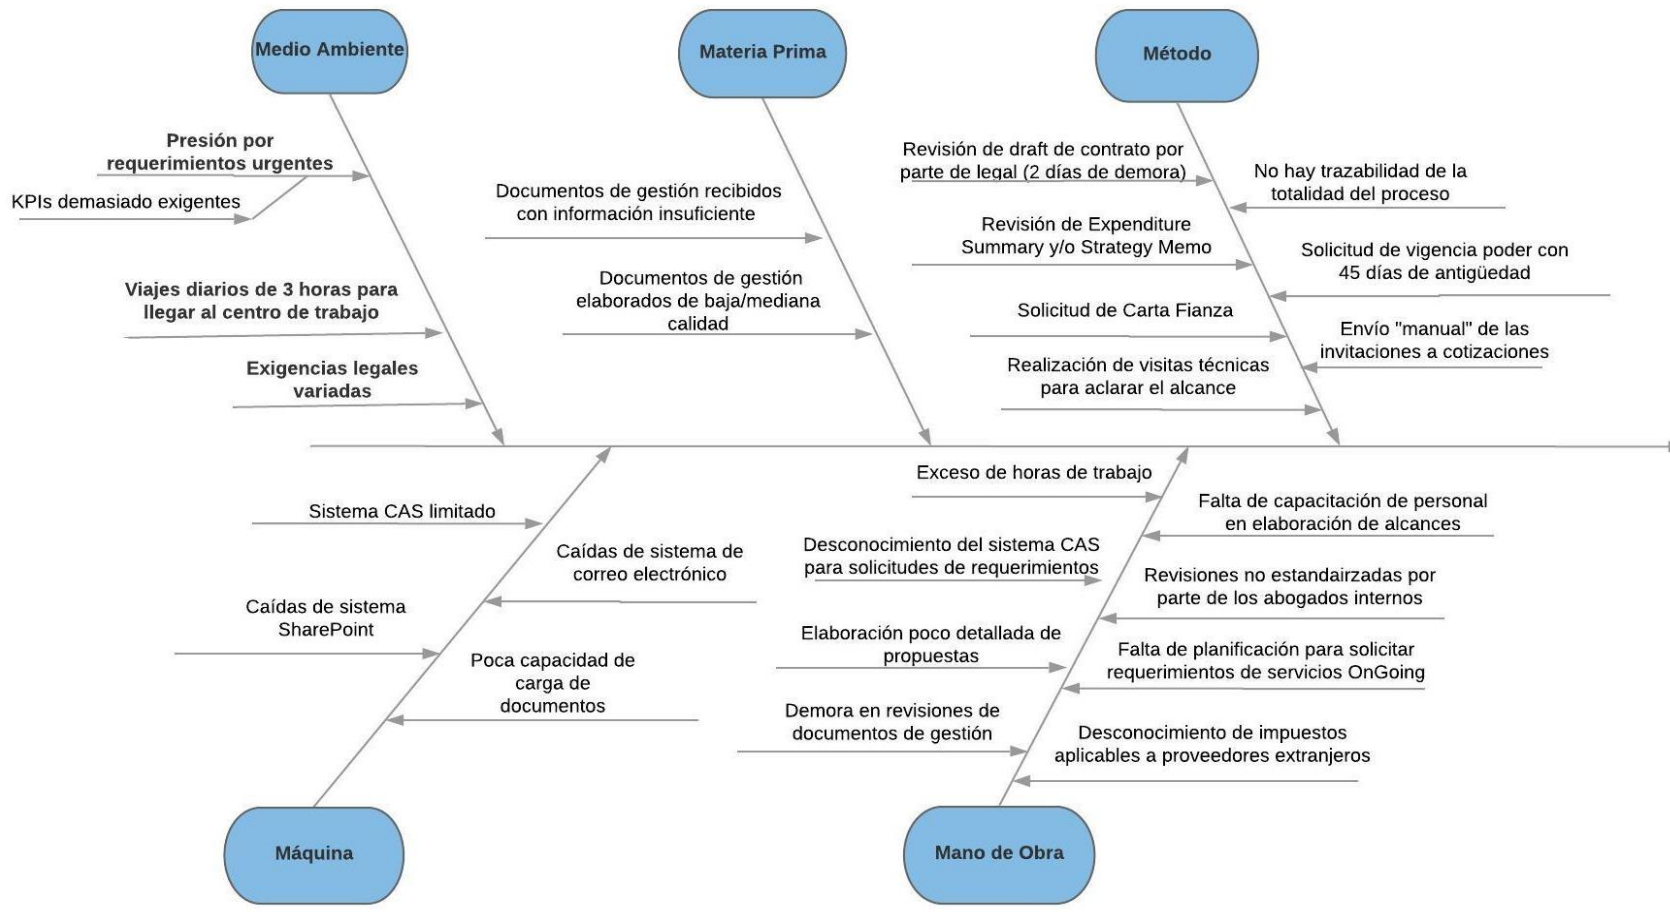 Medio Ambiente
Materia Prima
Método
Presión por
requerimientos urgentes
KPIs demasiado exigentes
Viajes diarios de 3 horas para
llegar al centro de trabajo
Exigencias legales
variadas
Documentos de gestión recibidos
con información insuficiente
Documentos de gestión
elaborados de baja/mediana
calidad
Revisión de draft de contrato por
parte de legal (2 días de demora)
Revisión de Expenditure
Summary y/o Strategy Memo
Solicitud de Carta Fianza
Realización de visitas técnicas
para aclarar el alcance
No hay trazabilidad de la
totalidad del proceso
Solicitud de vigencia poder con
45 días de antigüedad
Envío "manual" de las
invitaciones a cotizaciones
Sistema CAS limitado
Caídas de sistema de
correo electrónico
Caídas de sistema
SharePoint
Poca capacidad de
carga de
documentos
Exceso de horas de trabajo
Desconocimiento del sistema CAS
para solicitudes de requerimientos
Elaboración poco detallada de
propuestas
Demora en revisiones de
documentos de gestión
Falta de capacitación de personal
en elaboración de alcances
Revisiones no estandairzadas por
parte de los abogados internos
Falta de planificación para solicitar
requerimientos de servicios OnGoing
Desconocimiento de impuestos
aplicables a proveedores extranjeros
Máquina
Mano de Obra